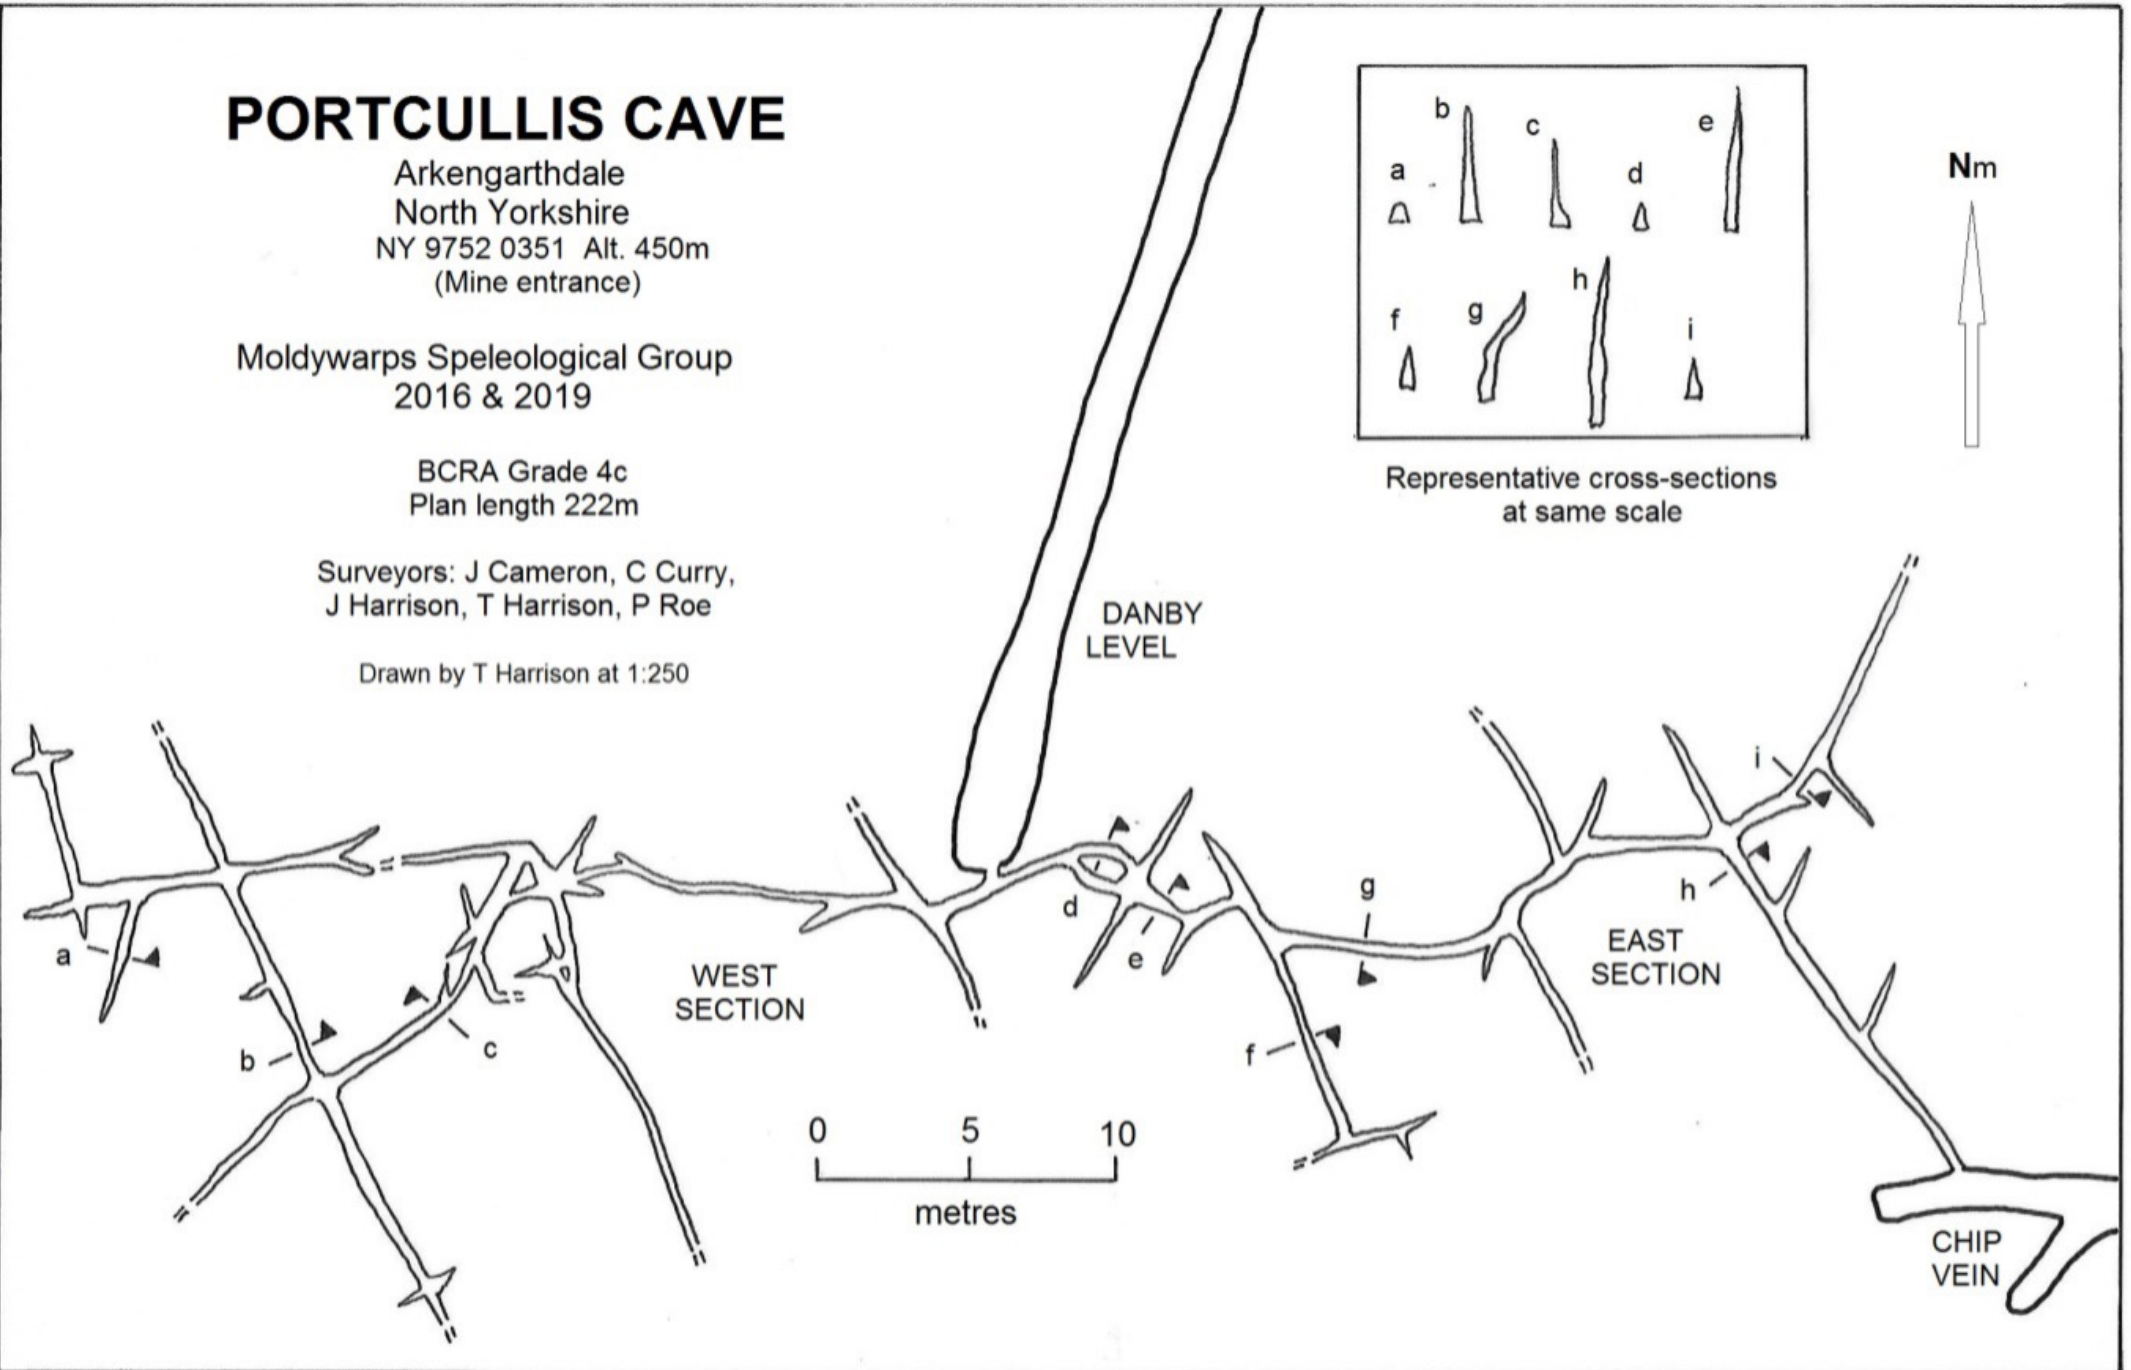 PORTCULLIS CAVE
Arkengarthdale
North Yorkshire
NY 9752 0351 Alt. 450m
(Mine entrance)
Moldywarps Speleological Group
2016 & 2019
BCRA Grade 4c
Plan length 222m
Surveyors: J Cameron, C Curry,
J Harrison, T Harrison, P Roe
Drawn by T Harrison at 1:250
a
b
c
d
e
f
g
h
i
Representative cross-sections
at same scale
Nm
DANBY
LEVEL
a
b
c
WEST
SECTION
d
e
f
g
EAST
SECTION
h
i
0 5 10
metres
CHIP
VEIN